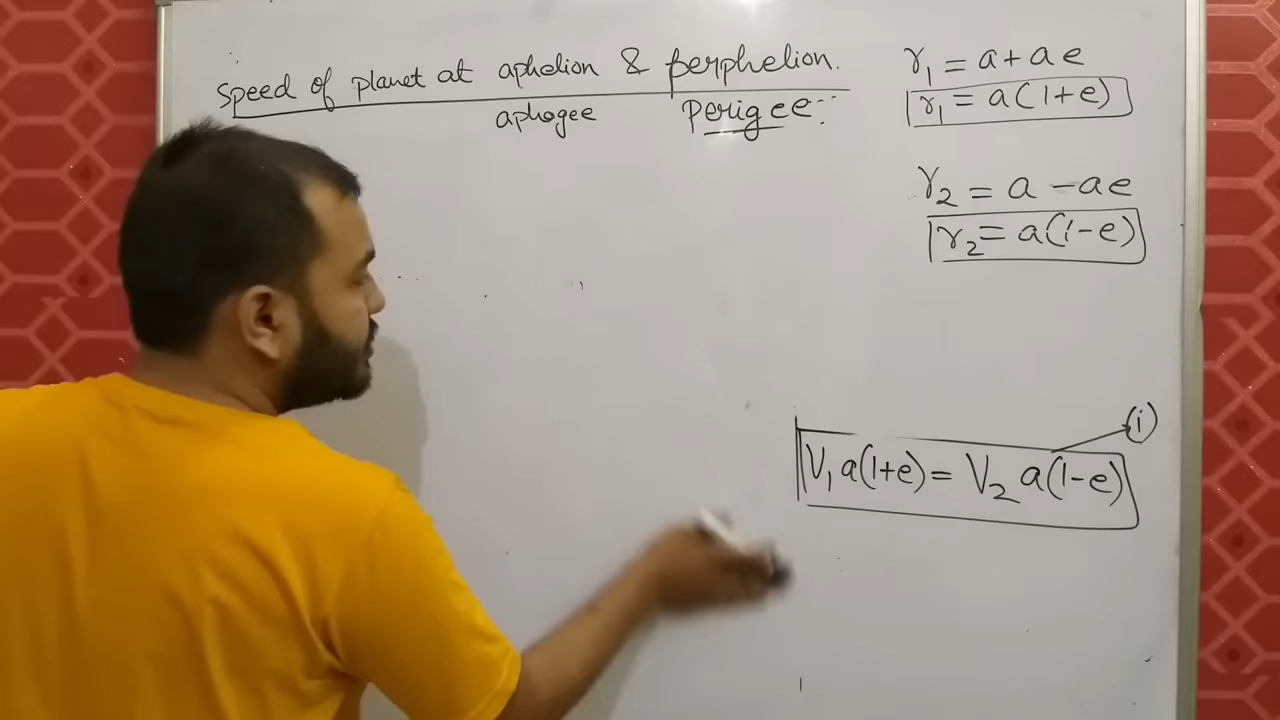 Speed of planet at aphelion & perphelion.
aphogee perigee:
r₁ = a + ae
r₁ = a(1+e)
r₂ = a - ae
r₂ = a(1-e)
(i)
V₁ a(1+e) = V₂ a(1-e)